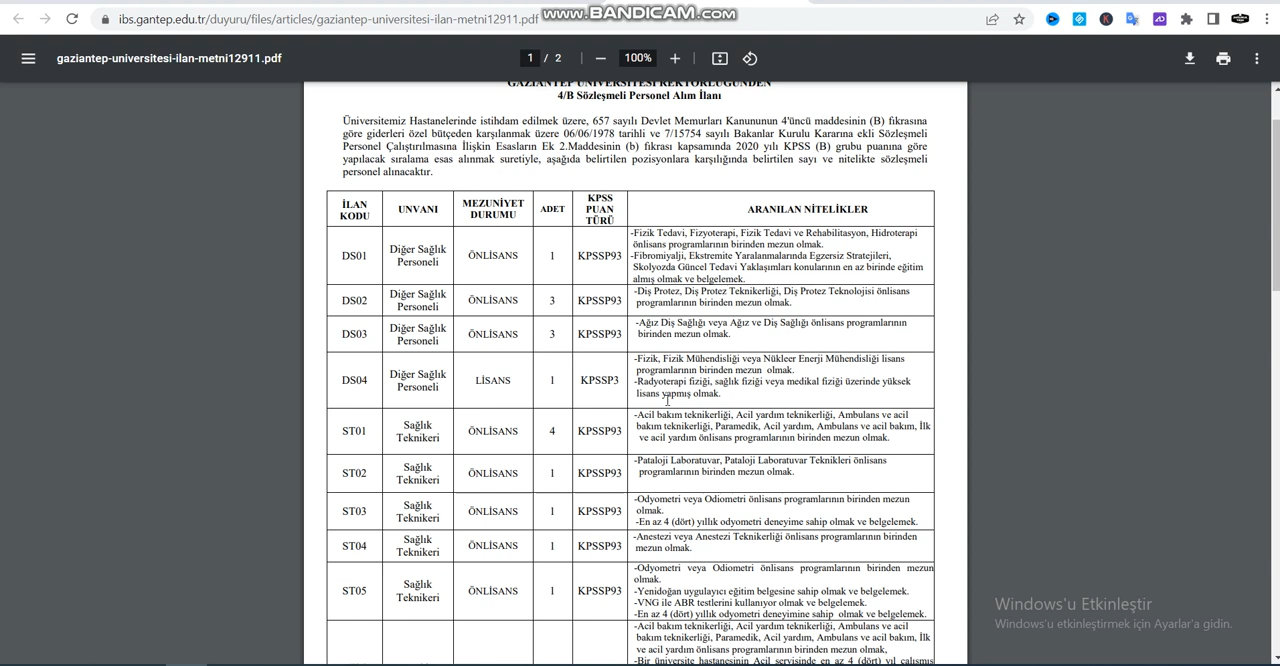 ibs.gantep.edu.tr/duyuru/files/articles/gaziantep-universitesi-ilan-metni12911.pdf
www.BANDICAM.com
gaziantep-universitesi-ilan-metni12911.pdf
1 / 2
100%
GAZİANTEP ÜNİVERSİTESİ REKTÖRLÜĞÜNDEN
4/B Sözleşmeli Personel Alım İlanı
Üniversitemiz Hastanelerinde istihdam edilmek üzere, 657 sayılı Devlet Memurları Kanununun 4'üncü maddesinin (B) fıkrasına
göre giderleri özel bütçeden karşılanmak üzere 06/06/1978 tarihli ve 7/15754 sayılı Bakanlar Kurulu Kararına ekli Sözleşmeli
Personel Çalıştırılmasına İlişkin Esasların Ek 2.Maddesinin (b) fıkrası kapsamında 2020 yılı KPSS (B) grubu puanına göre
yapılacak sıralama esas alınmak suretiyle, aşağıda belirtilen pozisyonlara karşılığında belirtilen sayı ve nitelikte sözleşmeli
personel alınacaktır.
İLAN KODU
UNVANI
MEZUNİYET DURUMU
ADET
KPSS PUAN TÜRÜ
ARANILAN NİTELİKLER
DS01
Diğer Sağlık Personeli
ÖNLİSANS
1
KPSSP93
-Fizik Tedavi, Fizyoterapi, Fizik Tedavi ve Rehabilitasyon, Hidroterapi
önlisans programlarının birinden mezun olmak.
-Fibromiyalji, Ekstremite Yaralanmalarında Egzersiz Stratejileri,
Skolyozda Güncel Tedavi Yaklaşımları konularının en az birinde eğitim
almış olmak ve belgelemek.
DS02
Diğer Sağlık Personeli
ÖNLİSANS
3
KPSSP93
-Diş Protez, Diş Protez Teknikerliği, Diş Protez Teknolojisi önlisans
programlarının birinden mezun olmak.
DS03
Diğer Sağlık Personeli
ÖNLİSANS
3
KPSSP93
-Ağız Diş Sağlığı veya Ağız ve Diş Sağlığı önlisans programlarının
birinden mezun olmak.
DS04
Diğer Sağlık Personeli
LİSANS
1
KPSSP3
-Fizik, Fizik Mühendisliği veya Nükleer Enerji Mühendisliği lisans
programlarının birinden mezun olmak.
-Radyoterapi fiziği, sağlık fiziği veya medikal fiziği üzerinde yüksek
lisans yapmış olmak.
ST01
Sağlık Teknikeri
ÖNLİSANS
4
KPSSP93
-Acil bakım teknikerliği, Acil yardım teknikerliği, Ambulans ve acil
bakım teknikerliği, Paramedik, Acil yardım, Ambulans ve acil bakım, İlk
ve acil yardım önlisans programlarının birinden mezun olmak.
ST02
Sağlık Teknikeri
ÖNLİSANS
1
KPSSP93
-Pataloji Laboratuvar, Pataloji Laboratuvar Teknikleri önlisans
programlarının birinden mezun olmak.
ST03
Sağlık Teknikeri
ÖNLİSANS
1
KPSSP93
-Odyometri veya Odiometri önlisans programlarının birinden mezun
olmak.
-En az 4 (dört) yıllık odyometri deneyime sahip olmak ve belgelemek.
ST04
Sağlık Teknikeri
ÖNLİSANS
1
KPSSP93
-Anestezi veya Anestezi Teknikerliği önlisans programlarının birinden
mezun olmak.
ST05
Sağlık Teknikeri
ÖNLİSANS
1
KPSSP93
-Odyometri veya Odiometri önlisans programlarının birinden mezun
olmak.
-Yenidoğan uygulayıcı eğitim belgesine sahip olmak ve belgelemek.
-VNG ile ABR testlerini kullanıyor olmak ve belgelemek.
-En az 4 (dört) yıllık odyometri deneyimine sahip olmak ve belgelemek.
-Acil bakım teknikerliği, Acil yardım teknikerliği, Ambulans ve acil
bakım teknikerliği, Paramedik, Acil yardım, Ambulans ve acil bakım, İlk
ve acil yardım önlisans programlarının birinden mezun olmak,
-Bir üniversite hastanesinin Acil servisinde en az 4 (dört) yıl çalışmış
Windows'u Etkinleştir
Windows'u etkinleştirmek için Ayarlar'a gidin.